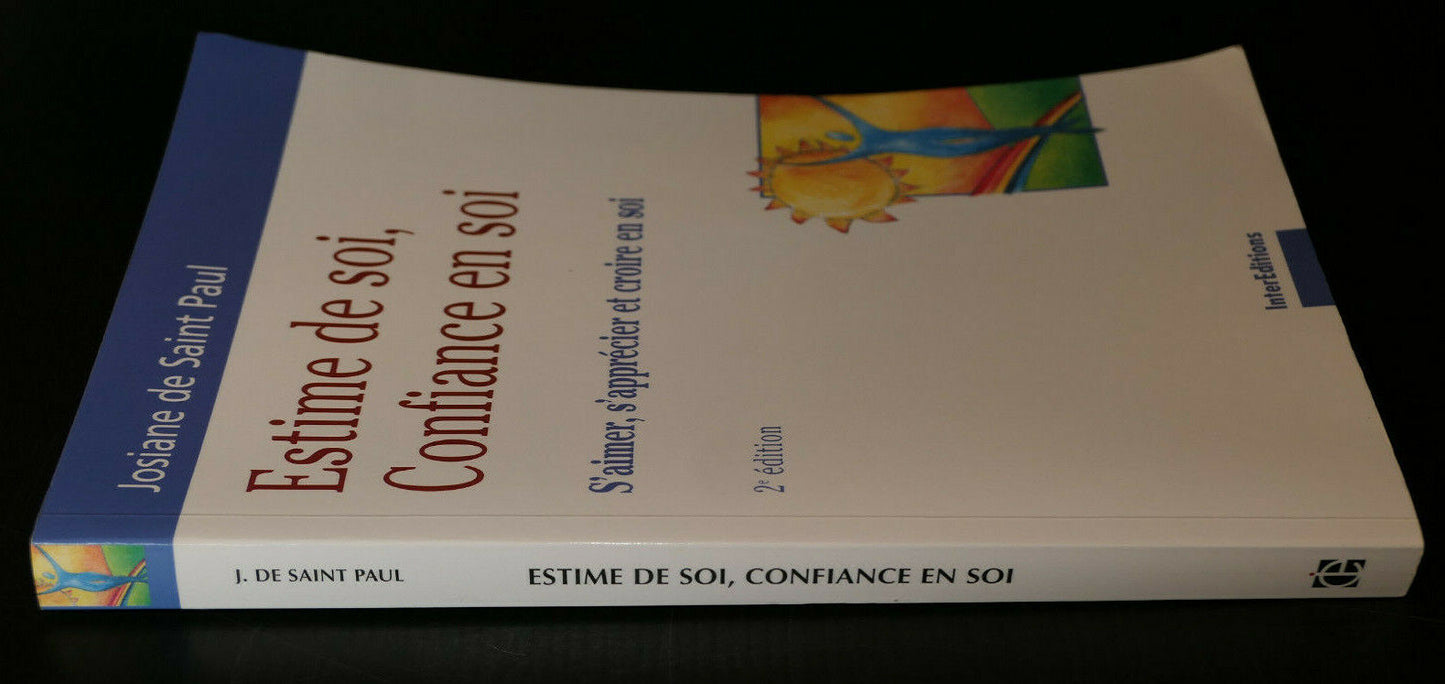 Josiane de Saint Paul
Estime de soi,
Confiance en soi
S'aimer, s'apprécier et croire en soi
2e édition
InterEditions
J. DE SAINT PAUL
ESTIME DE SOI, CONFIANCE EN SOI